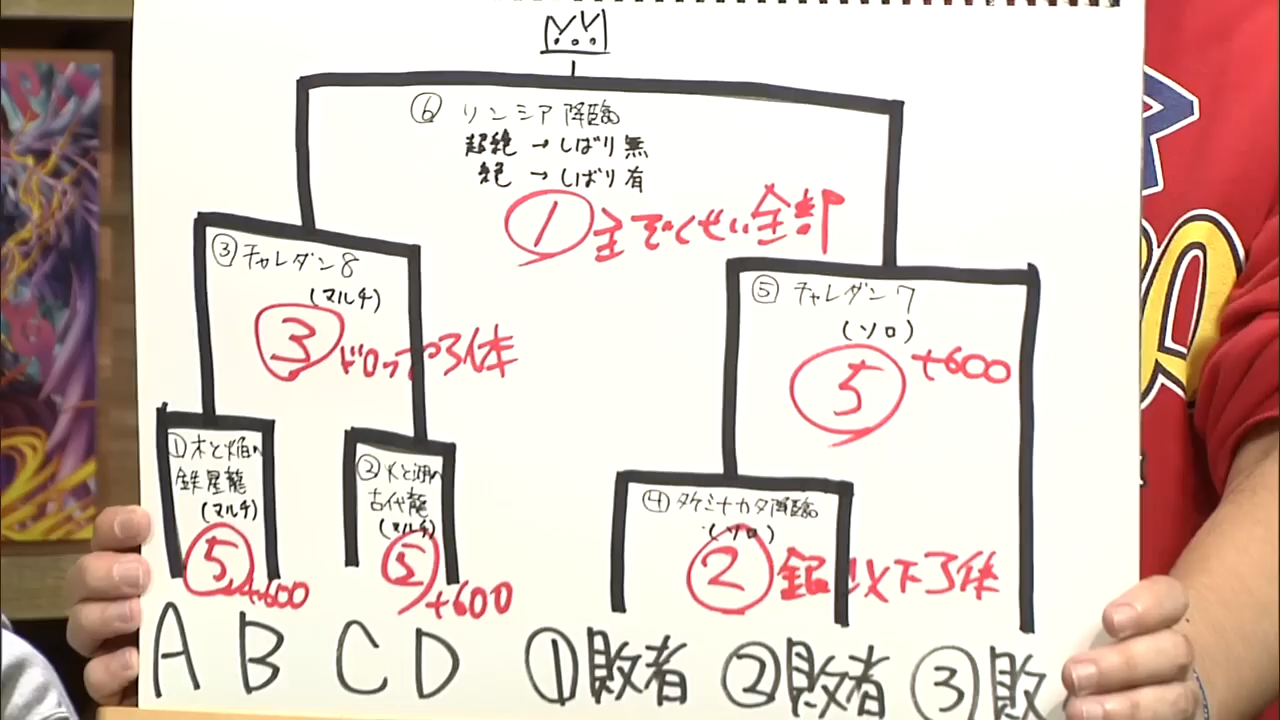 ⑥ リンシア降臨
超絶 → しばり無
絶 → しばり有
①
全部
③ チャレダン8
(マルチ)
③ ドロップ3体
⑤ チャレダン7
(ソロ)
⑤ +600
① 木と焔の
鉄星龍
(マルチ)
⑤ +600
② 火と湖の
古代龍
(マルチ)
⑤ +600
④ タケミナカタ降臨
(ソロ)
② 以下3体
A B C D ①敗者 ②敗者 ③敗